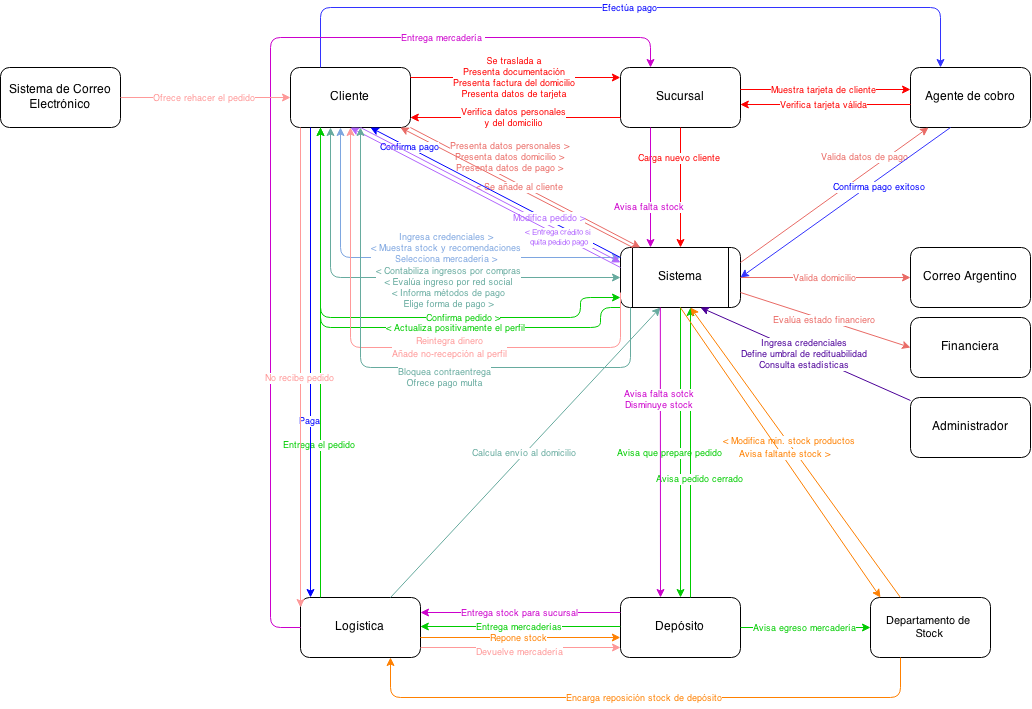 Efectúa pago
Entrega mercadería
Sistema de Correo
Electrónico
Ofrece rehacer el pedido
Cliente
Se traslada a
Presenta documentación
Presenta factura del domicilio
Presenta datos de tarjeta
Verifica datos personales
y del domicilio
Sucursal
Muestra tarjeta de cliente
Verifica tarjeta válida
Agente de cobro
Confirma pago
Presenta datos personales >
Presenta datos domicilio >
Presenta datos de pago >
< Se añade al cliente
Carga nuevo cliente
Valida datos de pago
Confirma pago exitoso
Avisa falta stock
Modifica pedido >
< Entrega crédito si
quita pedido pago
Ingresa credenciales >
< Muestra stock y recomendaciones
Selecciona mercadería >
< Contabiliza ingresos por compras
< Evalúa ingreso por red social
< Informa métodos de pago
Elige forma de pago >
Confirma pedido >
< Actualiza positivamente el perfil
Reintegra dinero
Añade no-recepción al perfil
Bloquea contraentrega
Ofrece pago multa
Sistema
Valida domicilio
Correo Argentino
Evalúa estado financiero
Financiera
Ingresa credenciales
Define umbral de redituabilidad
Consulta estadísticas
Administrador
No recibe pedido
Paga
Entrega el pedido
Calcula envío al domicilio
Avisa falta sotck
Disminuye stock
Avisa que prepare pedido
Avisa pedido cerrado
< Modifica min. stock productos
Avisa faltante stock >
Logística
Entrega stock para sucursal
Entrega mercaderías
Repone stock
Devuelve mercadería
Depósito
Avisa egreso mercadería
Departamento de
Stock
Encarga reposición stock de depósito